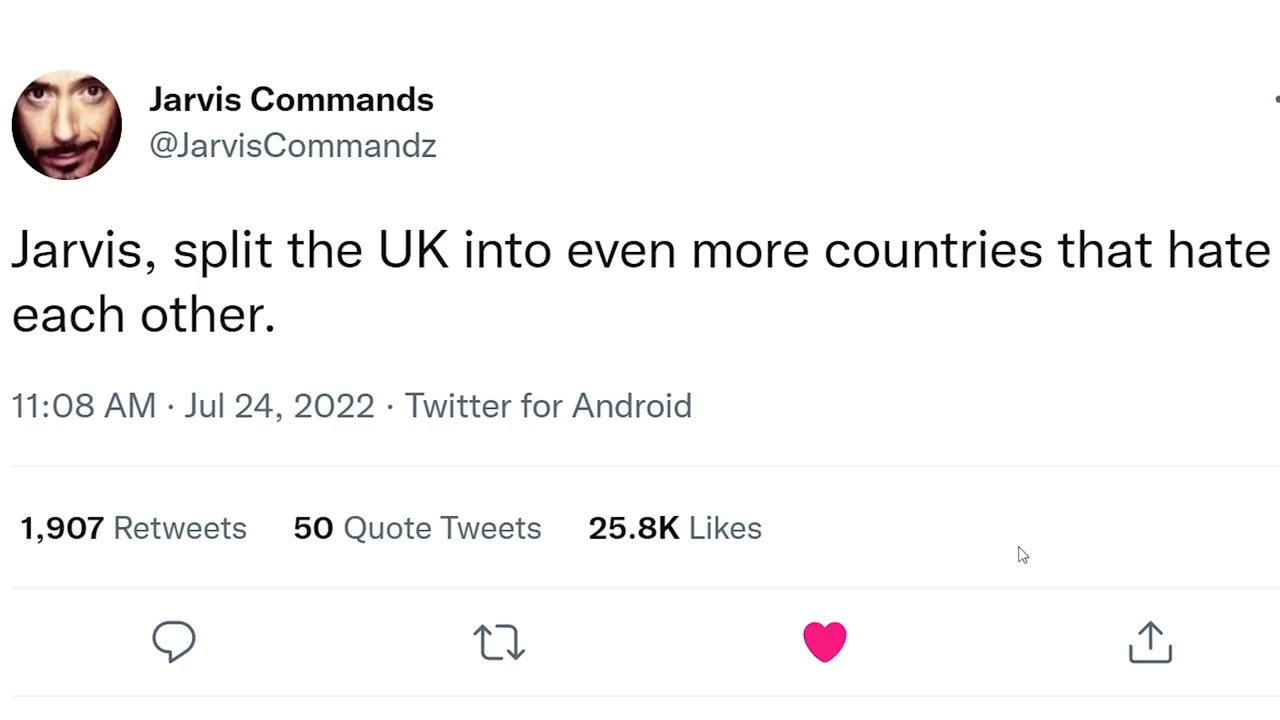 Jarvis Commands
@JarvisCommandz
Jarvis, split the UK into even more countries that hate
each other.
11:08 AM · Jul 24, 2022 · Twitter for Android
1,907 Retweets 50 Quote Tweets 25.8K Likes